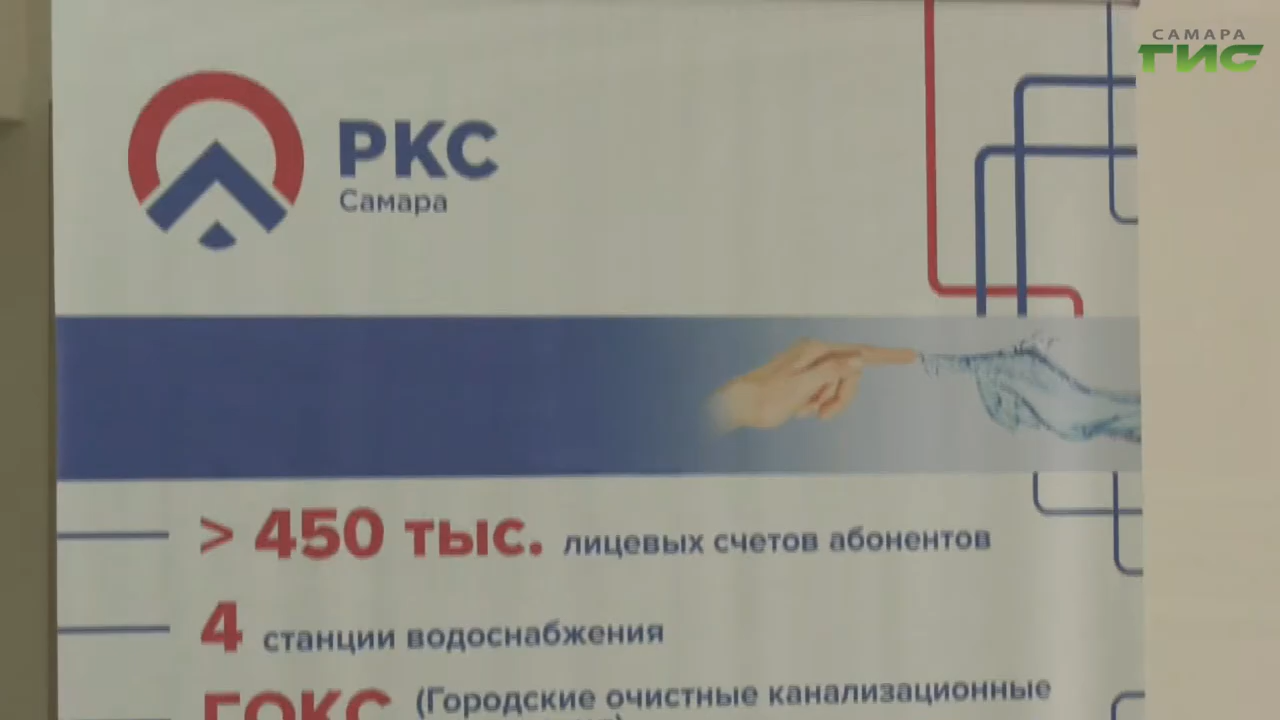 САМАРА
ГИС
РКС
Самара
> 450 тыс. лицевых счетов абонентов
4 станции водоснабжения
ГОКС (Городские очистные канализационные